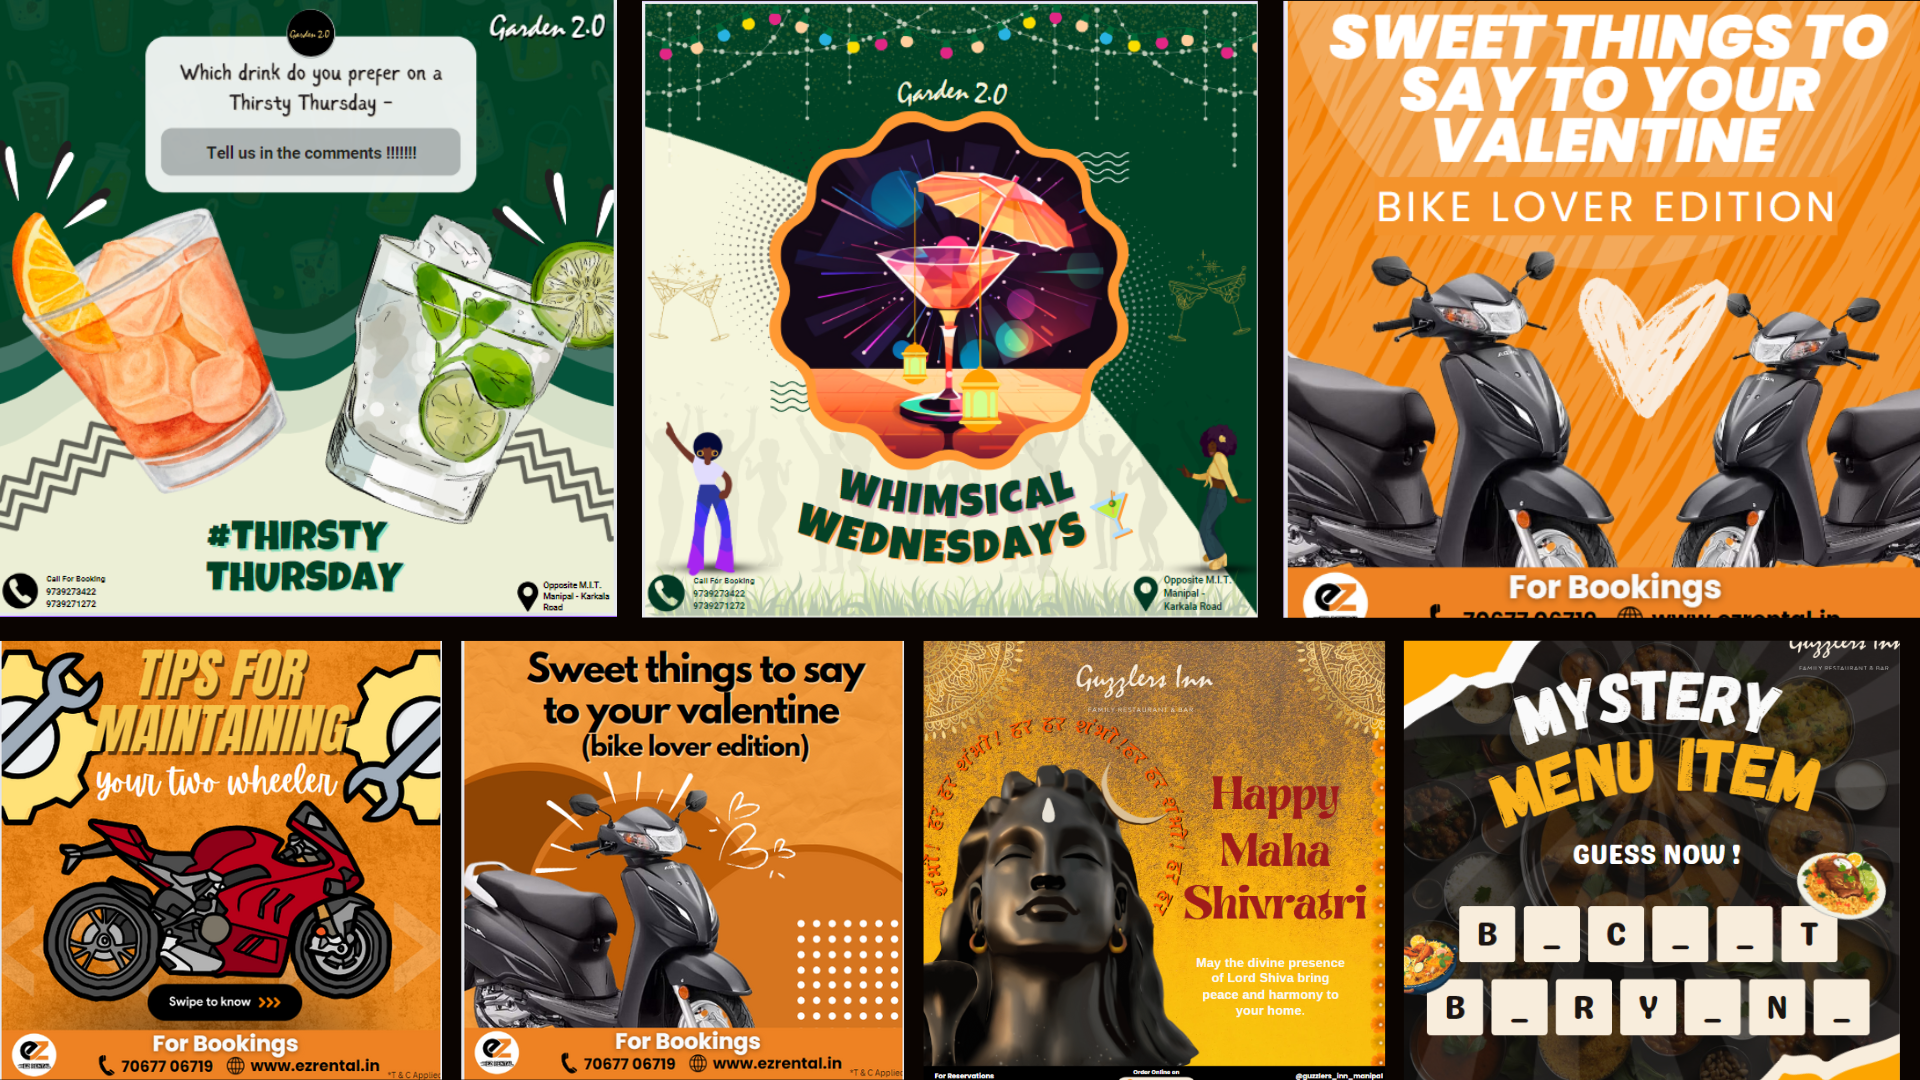 Garden 2.0
Garden 2.0
Which drink do you prefer on a
Thirsty Thursday -
Tell us in the comments !!!!!!!
#THIRSTY
THURSDAY
Call For Booking
9739273422
9739271272
Opposite M.I.T.
Manipal - Karkala
Road
Garden 2.0
WHIMSICAL
WEDNESDAYS
Call For Booking
9739273422
9739271272
Opposite M.I.T.
Manipal -
Karkala Road
SWEET THINGS TO
SAY TO YOUR
VALENTINE
BIKE LOVER EDITION
For Bookings
EZ
70677 06719
www.ezrental.in
TIPS FOR
MAINTAINING
your two wheeler
Swipe to know >>>
For Bookings
EZ
70677 06719
www.ezrental.in
*T & C Applied
Sweet things to say
to your valentine
(bike lover edition)
For Bookings
EZ
70677 06719
www.ezrental.in
*T & C Applied
Guzzlers Inn
FAMILY RESTAURANT & BAR
शंभो! हर हर शंभो! हर हर शंभो! हर हर शंभो! हर हर
Happy
Maha
Shivratri
May the divine presence
of Lord Shiva bring
peace and harmony to
your home.
For Reservations
Order Online on
@guzzlers_inn_manipal
Guzzlers Inn
FAMILY RESTAURANT & BAR
MYSTERY
MENU ITEM
GUESS NOW !
B _ C _ _ T
B _ R Y _ N _